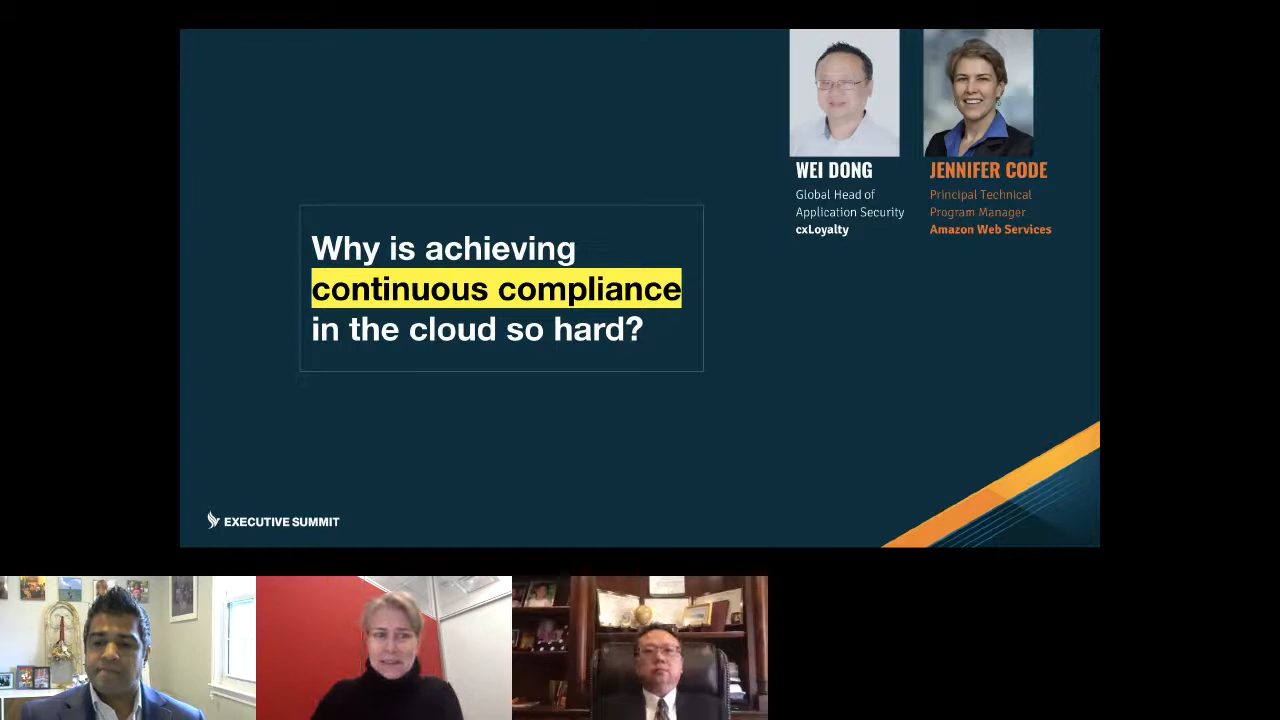 WEI DONG
Global Head of
Application Security
cxLoyalty
JENNIFER CODE
Principal Technical
Program Manager
Amazon Web Services
Why is achieving
continuous compliance
in the cloud so hard?
EXECUTIVE SUMMIT